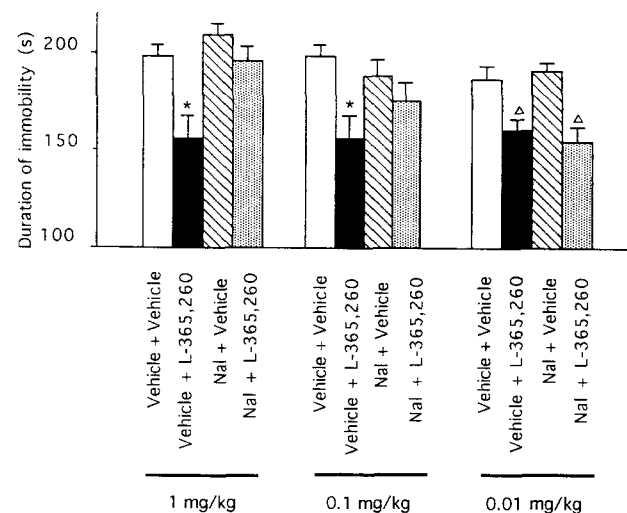 Duration of immobility (s)
200
150
100
*
*
Δ
Δ
Vehicle + Vehicle
Vehicle + L-365,260
Nal + Vehicle
Nal + L-365,260
Vehicle + Vehicle
Vehicle + L-365,260
Nal + Vehicle
Nal + L-365,260
Vehicle + Vehicle
Vehicle + L-365,260
Nal + Vehicle
Nal + L-365,260
1 mg/kg
0.1 mg/kg
0.01 mg/kg